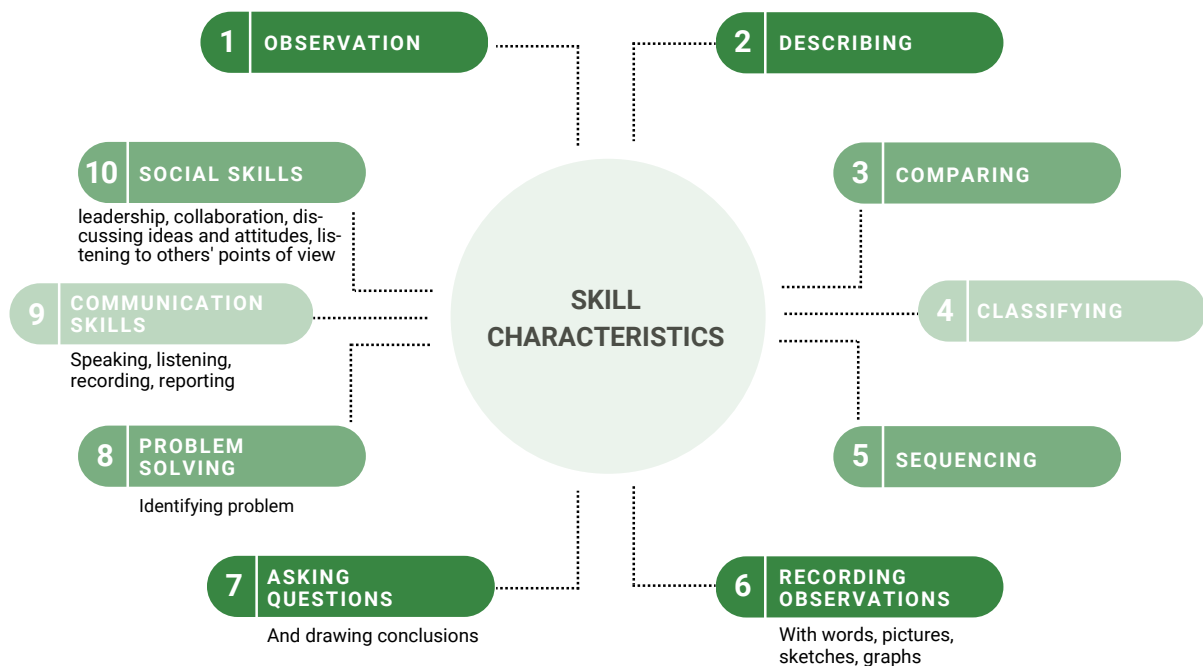 1 OBSERVATION
2 DESCRIBING
10 SOCIAL SKILLS
leadership, collaboration, dis-
cussing ideas and attitudes, lis-
tening to others' points of view
3 COMPARING
9 COMMUNICATION
SKILLS
Speaking, listening,
recording, reporting
SKILL
CHARACTERISTICS
4 CLASSIFYING
8 PROBLEM
SOLVING
Identifying problem
5 SEQUENCING
7 ASKING
QUESTIONS
And drawing conclusions
6 RECORDING
OBSERVATIONS
With words, pictures,
sketches, graphs